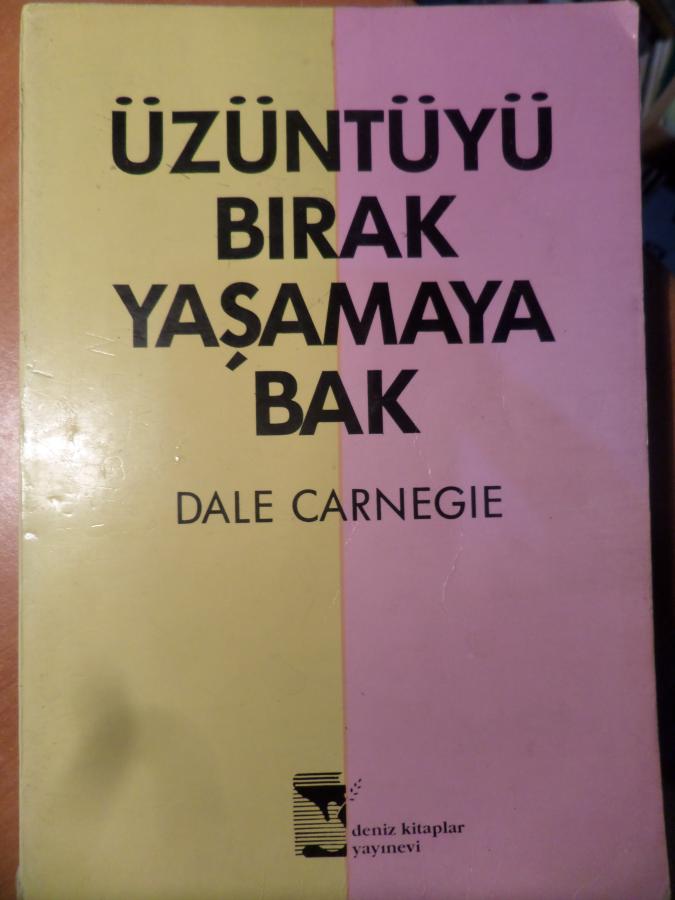 ÜZÜNTÜYÜ
BIRAK
YAŞAMAYA
BAK
DALE CARNEGIE
deniz kitaplar
yayınevi